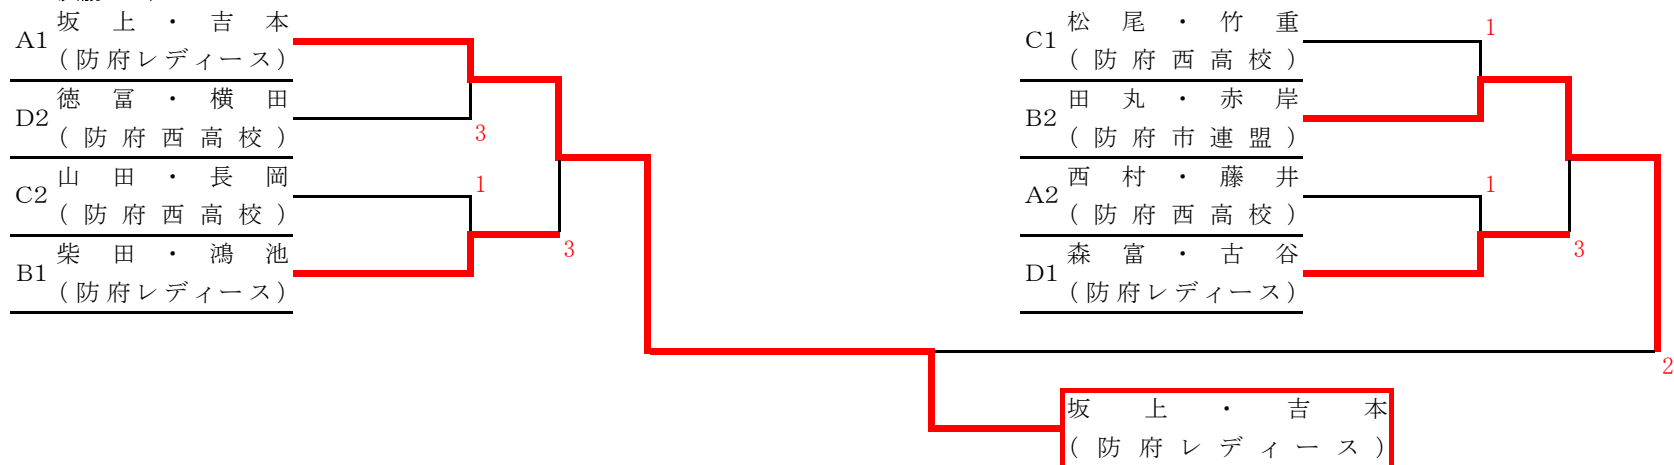 A1
坂上・吉本
(防府レディース)
D2
徳冨・横田
(防府西高校)
3
C2
山田・長岡
(防府西高校)
1
B1
柴田・鴻池
(防府レディース)
3
C1
松尾・竹重
(防府西高校)
1
B2
田丸・赤岸
(防府市連盟)
A2
西村・藤井
(防府西高校)
1
D1
森富・古谷
(防府レディース)
3
2
坂上・吉本
(防府レディース)